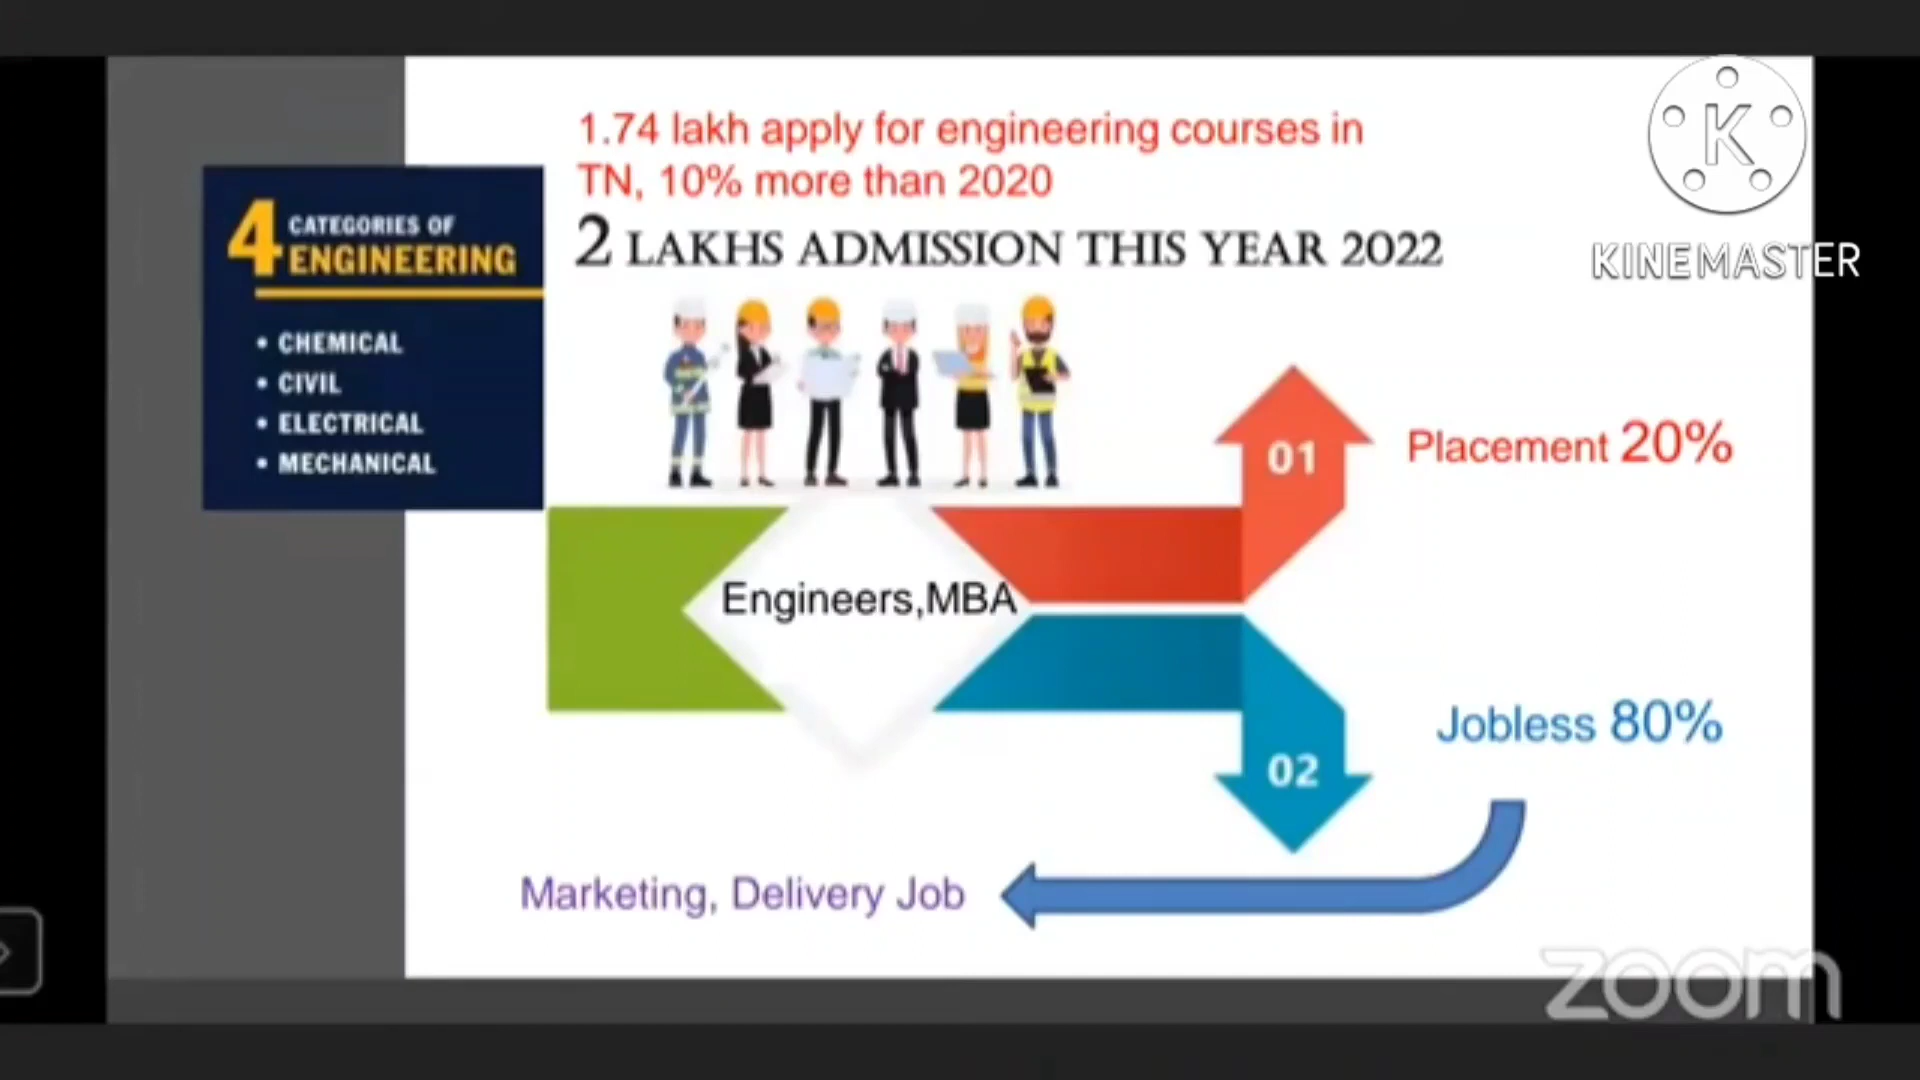 1.74 lakh apply for engineering courses in
TN, 10% more than 2020
2 LAKHS ADMISSION THIS YEAR 2022
4 CATEGORIES OF
ENGINEERING
• CHEMICAL
• CIVIL
• ELECTRICAL
• MECHANICAL
K
KINEMASTER
01
Placement 20%
Engineers,MBA
Jobless 80%
02
Marketing, Delivery Job
zoom